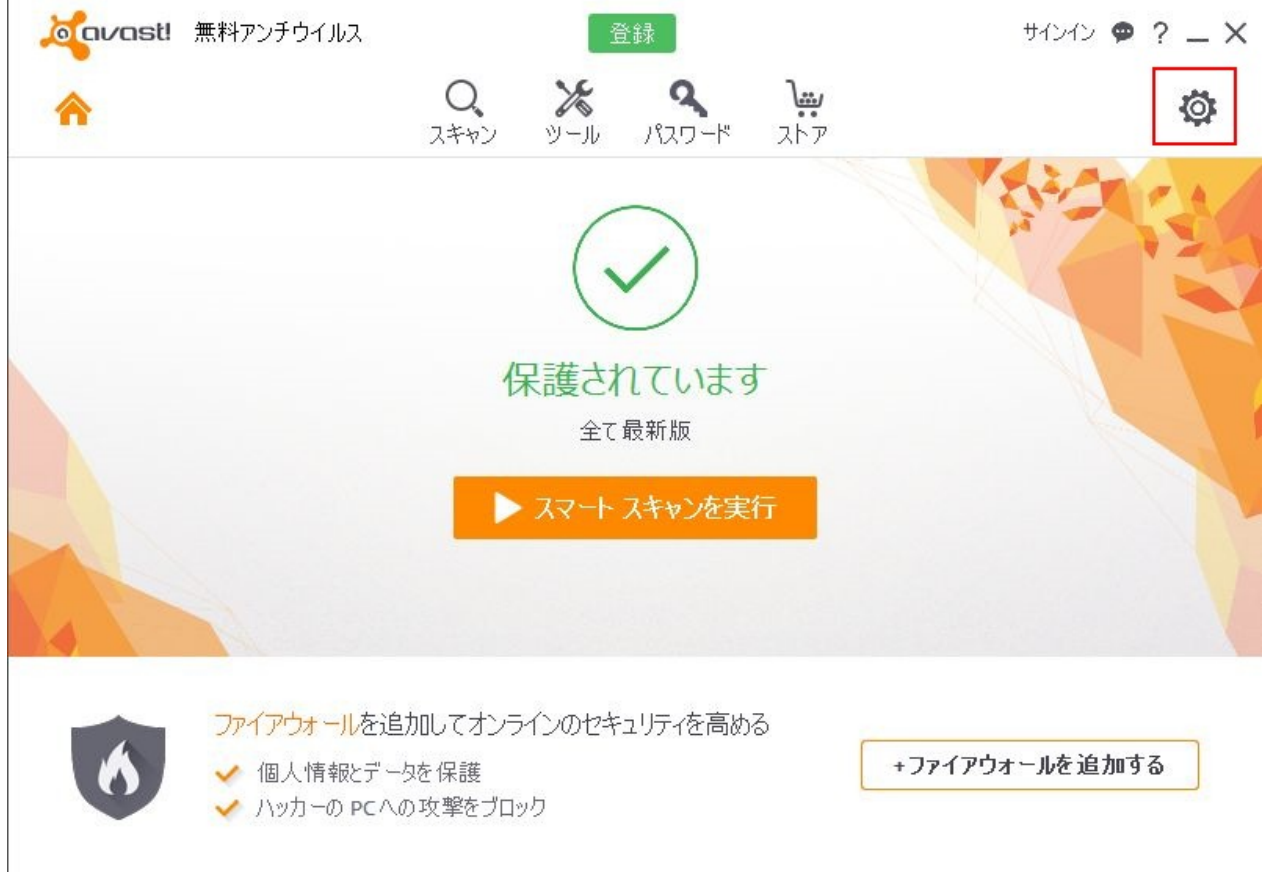 avast! 無料アンチウイルス 登録 サインイン ?
スキャン ツール パスワード ストア
保護されています
全て最新版
スマート スキャンを実行
ファイアウォールを追加してオンラインのセキュリティを高める
個人情報とデータを保護
ハッカーの PC への攻撃をブロック
+ファイアウォールを追加する